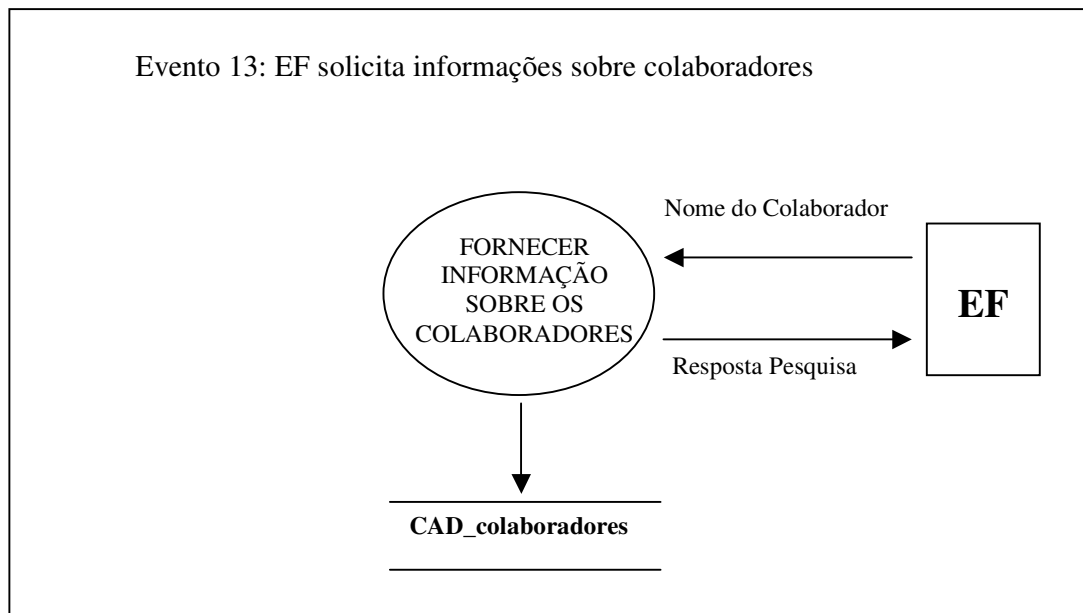 Evento 13: EF solicita informações sobre colaboradores
Nome do Colaborador
FORNECER
INFORMAÇÃO
SOBRE OS
COLABORADORES
EF
Resposta Pesquisa
CAD_colaboradores